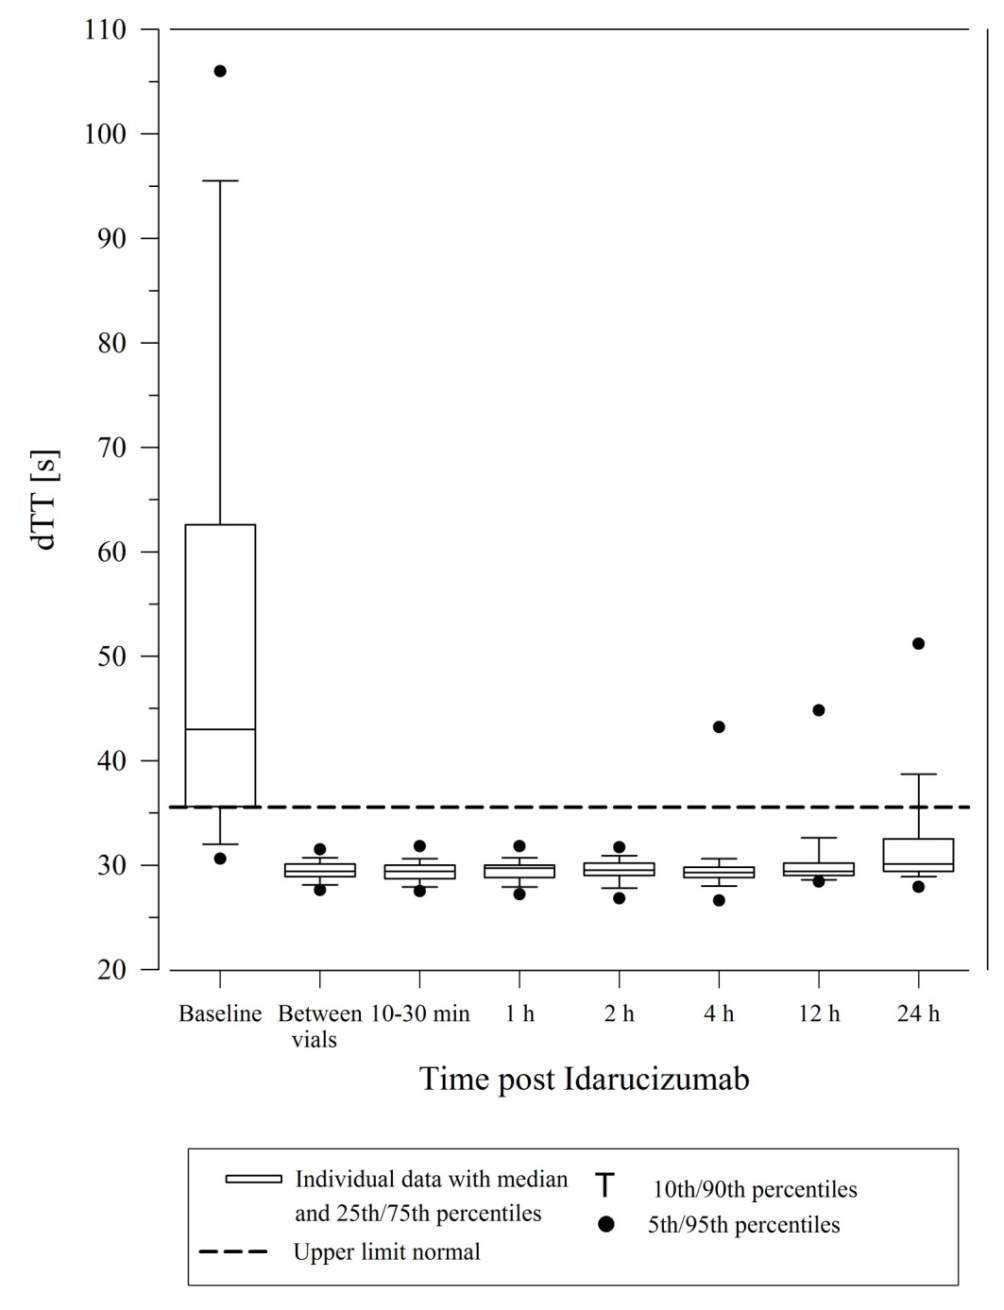 110
100
90
80
70
60
50
40
30
20
dTT [s]
Baseline
Between vials
10-30 min
1 h
2 h
4 h
12 h
24 h
Time post Idarucizumab
Individual data with median
and 25th/75th percentiles
Upper limit normal
10th/90th percentiles
5th/95th percentiles